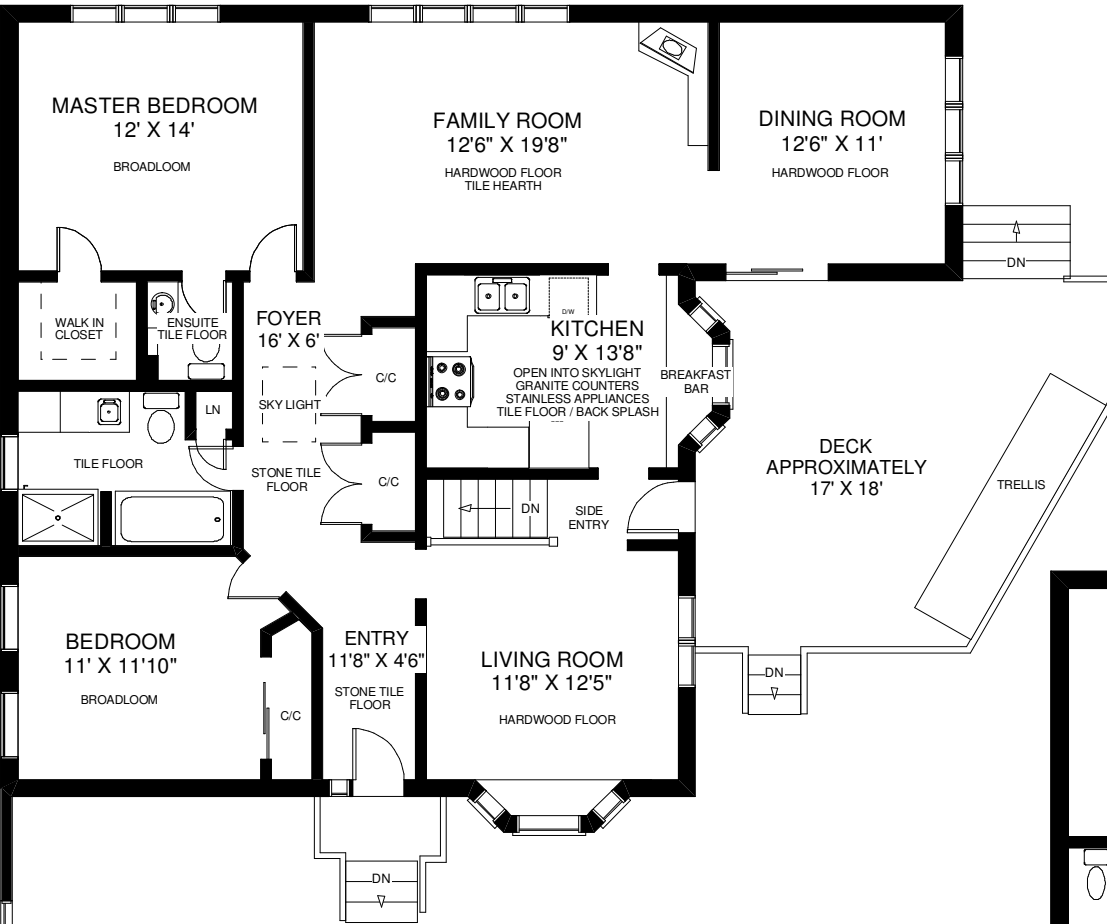 MASTER BEDROOM
12' X 14'
BROADLOOM
FAMILY ROOM
12'6" X 19'8"
HARDWOOD FLOOR
TILE HEARTH
DINING ROOM
12'6" X 11'
HARDWOOD FLOOR
DN
WALK IN
CLOSET
ENSUITE
TILE FLOOR
FOYER
16' X 6'
SKY LIGHT
STONE TILE
FLOOR
C/C
C/C
LN
TILE FLOOR
D/W
KITCHEN
9' X 13'8"
OPEN INTO SKYLIGHT
GRANITE COUNTERS
STAINLESS APPLIANCES
TILE FLOOR / BACK SPLASH
BREAKFAST
BAR
DECK
APPROXIMATELY
17' X 18'
TRELLIS
DN
SIDE
ENTRY
BEDROOM
11' X 11'10"
BROADLOOM
C/C
ENTRY
11'8" X 4'6"
STONE TILE
FLOOR
LIVING ROOM
11'8" X 12'5"
HARDWOOD FLOOR
DN
DN